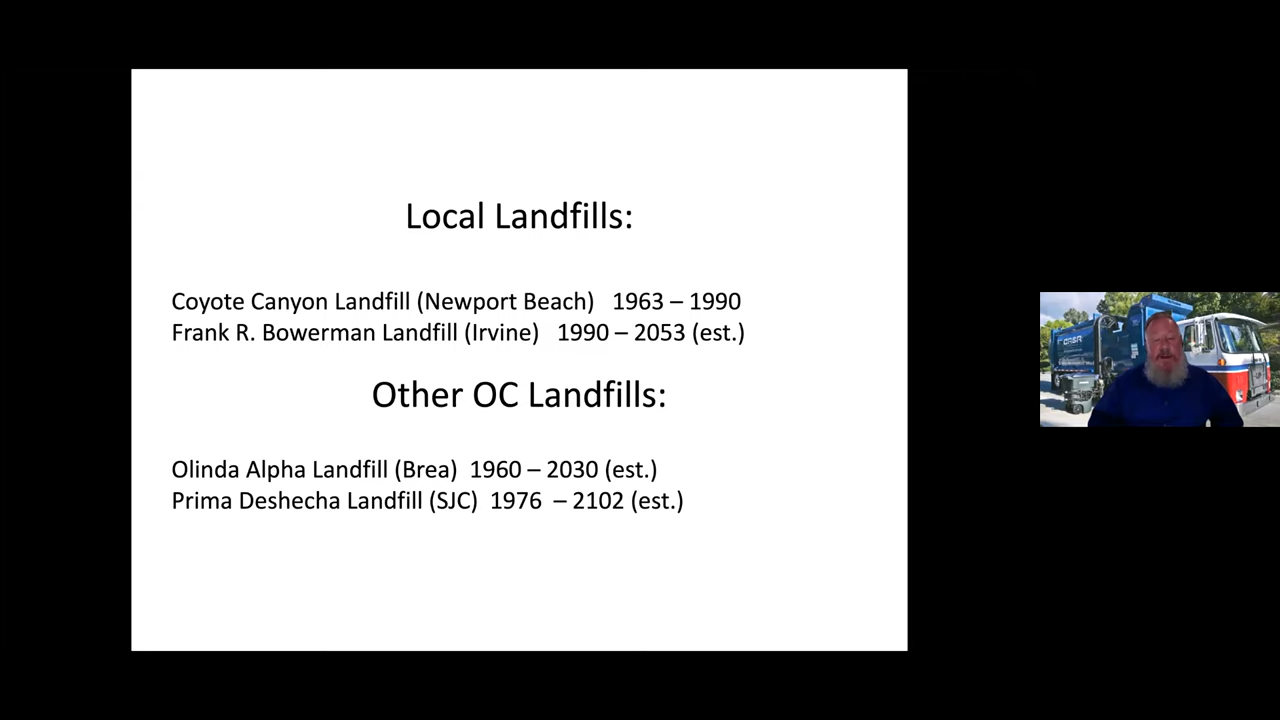 Local Landfills:
Coyote Canyon Landfill (Newport Beach)   1963 – 1990
Frank R. Bowerman Landfill (Irvine)   1990 – 2053 (est.)
Other OC Landfills:
Olinda Alpha Landfill (Brea)  1960 – 2030 (est.)
Prima Deshecha Landfill (SJC)  1976  – 2102 (est.)
CR&R